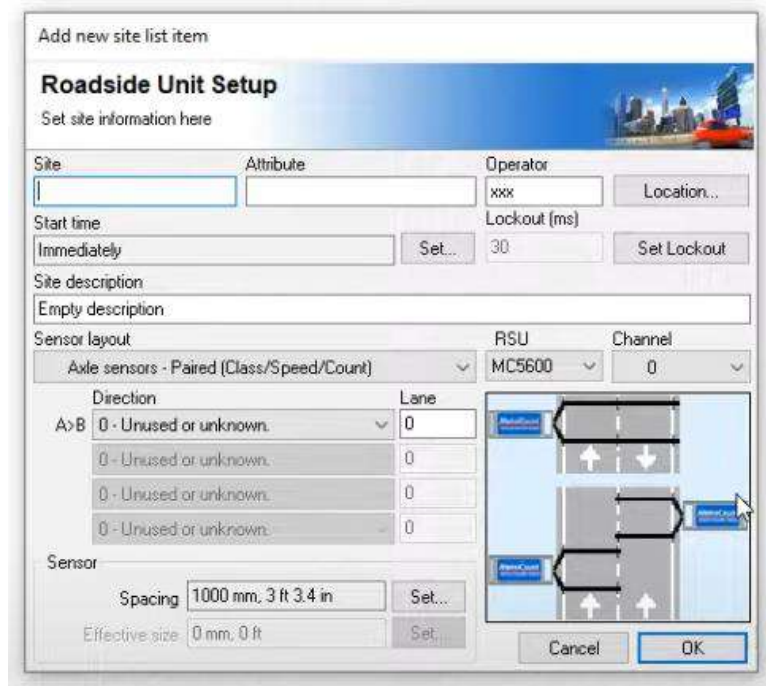 Add new site list item
Roadside Unit Setup
Set site information here
Site Attribute Operator
xxx Location...
Start time Lockout (ms)
Immediately Set... 30 Set Lockout
Site description
Empty description
Sensor layout RSU Channel
Axle sensors - Paired (Class/Speed/Count) MC5600 0
Direction Lane
A>B 0 - Unused or unknown. 0
0 - Unused or unknown. 0
0 - Unused or unknown. 0
0 - Unused or unknown. 0
Sensor
Spacing 1000 mm, 3 ft 3.4 in Set...
Effective size 0 mm, 0 ft Set...
MetroCount
MetroCount
MetroCount
Cancel OK